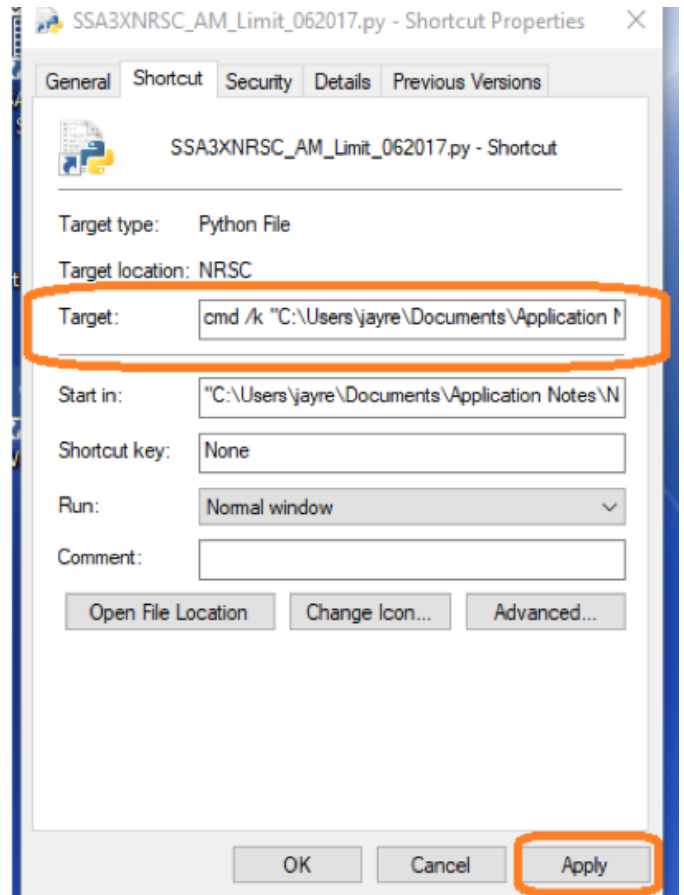 SSA3XNRSC_AM_Limit_062017.py - Shortcut Properties
General Shortcut Security Details Previous Versions
SSA3XNRSC_AM_Limit_062017.py - Shortcut
Target type: Python File
Target location: NRSC
Target: cmd /k "C:\Users\jayre\Documents\Application N
Start in: "C:\Users\jayre\Documents\Application Notes\N
Shortcut key: None
Run: Normal window
Comment:
Open File Location Change Icon... Advanced...
OK Cancel Apply